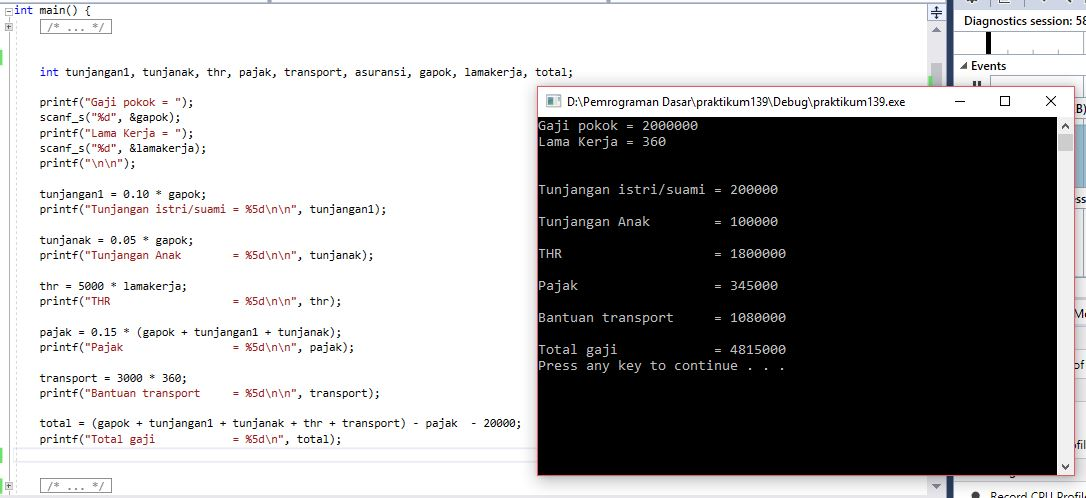 int main() {
/* ... */
int tunjangan1, tunjanak, thr, pajak, transport, asuransi, gapok, lamakerja, total;
printf("Gaji pokok = ");
scanf_s("%d", &gapok);
printf("Lama Kerja = ");
scanf_s("%d", &lamakerja);
printf("\n\n");
tunjangan1 = 0.10 * gapok;
printf("Tunjangan istri/suami = %5d\n\n", tunjangan1);
tunjanak = 0.05 * gapok;
printf("Tunjangan Anak       = %5d\n\n", tunjanak);
thr = 5000 * lamakerja;
printf("THR                  = %5d\n\n", thr);
pajak = 0.15 * (gapok + tunjangan1 + tunjanak);
printf("Pajak                = %5d\n\n", pajak);
transport = 3000 * 360;
printf("Bantuan transport    = %5d\n\n", transport);
total = (gapok + tunjangan1 + tunjanak + thr + transport) - pajak  - 20000;
printf("Total gaji           = %5d\n", total);
/* ... */
D:\Pemrograman Dasar\praktikum139\Debug\praktikum139.exe
Gaji pokok = 2000000
Lama Kerja = 360
Tunjangan istri/suami = 200000
Tunjangan Anak        = 100000
THR                   = 1800000
Pajak                 = 345000
Bantuan transport     = 1080000
Total gaji            = 4815000
Press any key to continue . . .
Diagnostics session: 58
Events
B)
of
Record CPU Profile